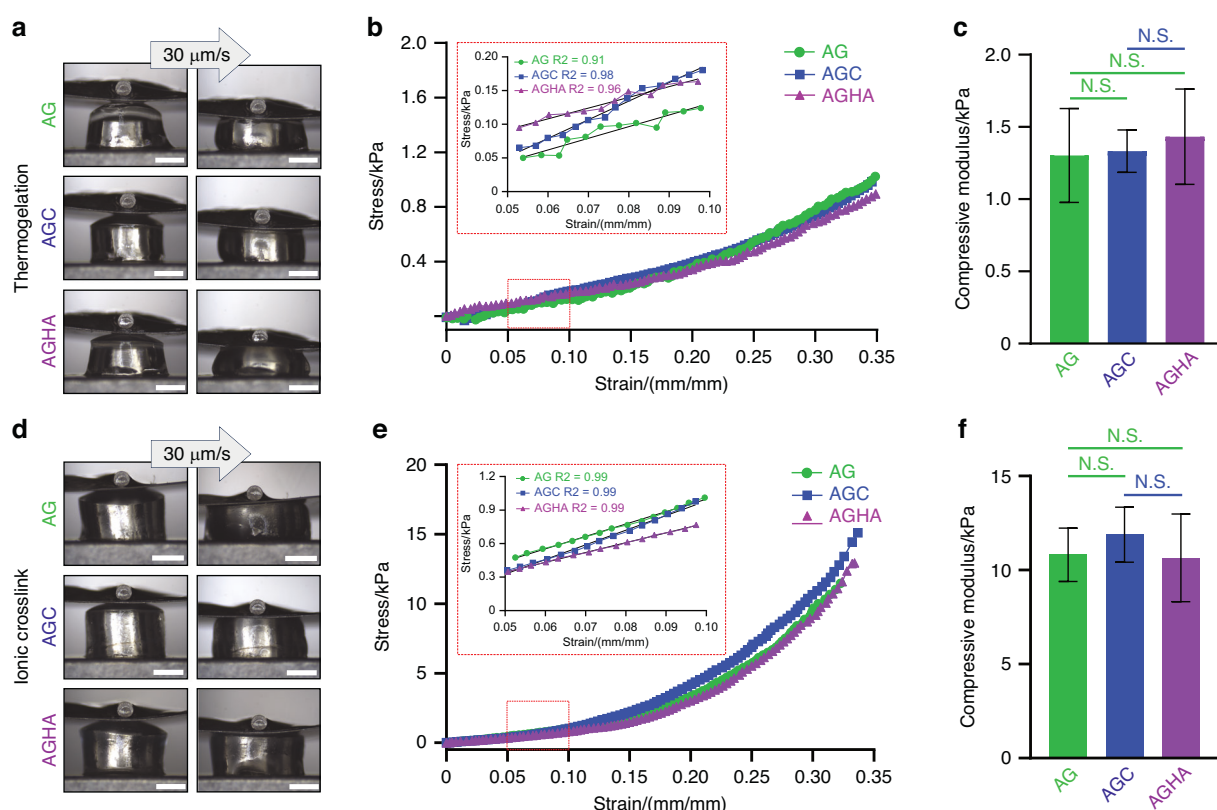 a
30 μm/s
Thermogelation
AG
AGC
AGHA
b
2.0
1.6
1.2
0.8
0.4
Stress/kPa
0
0.05
0.10
0.15
0.20
0.25
0.30
0.35
Strain/(mm/mm)
AG
AGC
AGHA
AG R2 = 0.91
AGC R2 = 0.98
AGHA R2 = 0.96
0.20
0.15
0.10
0.05
0
Stress/kPa
0.05
0.06
0.07
0.08
0.09
0.10
Strain/(mm/mm)
c
N.S.
N.S.
N.S.
2.0
1.5
1.0
0.5
0
Compressive modulus/kPa
AG
AGC
AGHA
d
30 μm/s
Ionic crosslink
AG
AGC
AGHA
e
20
15
10
5
0
Stress/kPa
0
0.05
0.10
0.15
0.20
0.25
0.30
0.35
Strain/(mm/mm)
AG
AGC
AGHA
AG R2 = 0.99
AGC R2 = 0.99
AGHA R2 = 0.99
1.2
0.9
0.6
0.3
0
Stress/kPa
0.05
0.06
0.07
0.08
0.09
0.10
Strain/(mm/mm)
f
N.S.
N.S.
N.S.
15
10
5
0
Compressive modulus/kPa
AG
AGC
AGHA